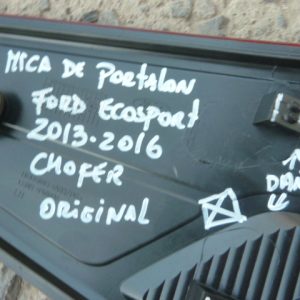 MICA DE PORTALON
FORD ECOSPORT
2013-2016
CHOFER
ORIGINAL